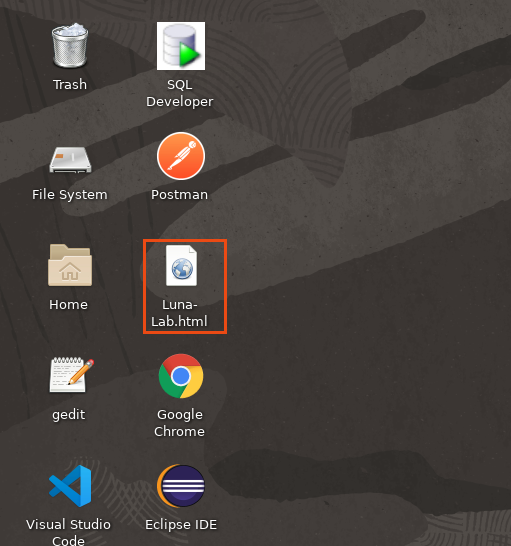 Trash
SQL
Developer
File System
Postman
Home
Luna-
Lab.html
gedit
Google
Chrome
Visual Studio
Code
Eclipse IDE